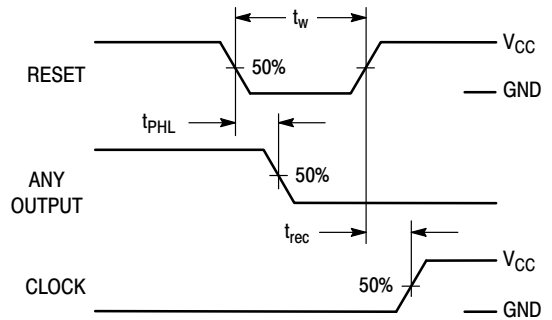 t_w
V_CC
RESET
50%
GND
t_PHL
50%
ANY
OUTPUT
t_rec
V_CC
50%
CLOCK
GND